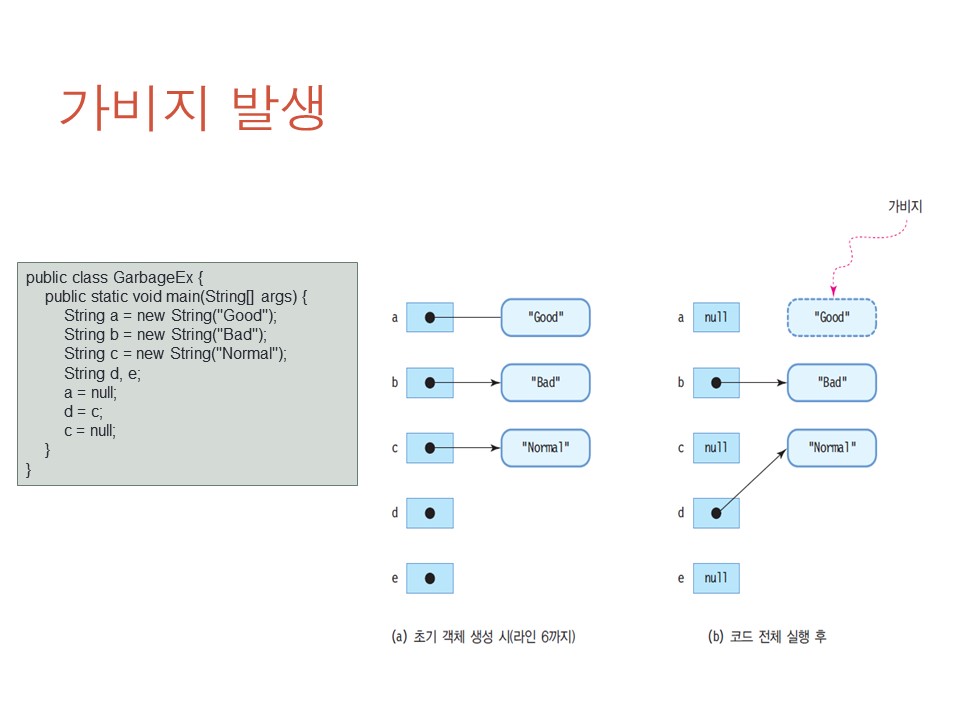 가비지 발생
public class GarbageEx {
public static void main(String[] args) {
String a = new String("Good");
String b = new String("Bad");
String c = new String("Normal");
String d, e;
a = null;
d = c;
c = null;
}
}
a "Good"
b "Bad"
c "Normal"
d
e
(a) 초기 객체 생성 시(라인 6까지)
가비지
a null "Good"
b "Bad"
c null "Normal"
d
e null
(b) 코드 전체 실행 후